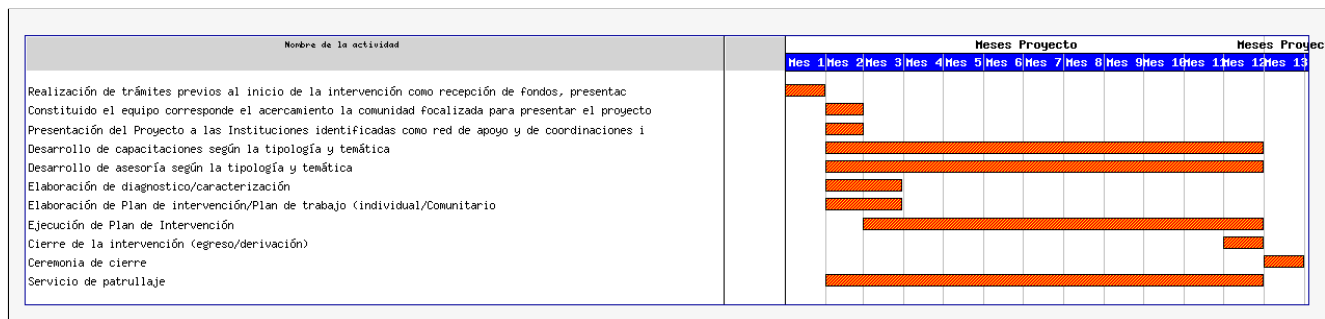 Nombre de la actividad
Meses Proyecto
Meses Proyec
Mes 1 Mes 2 Mes 3 Mes 4 Mes 5 Mes 6 Mes 7 Mes 8 Mes 9 Mes 10 Mes 11 Mes 12 Mes 13
Realización de trámites previos al inicio de la intervención como recepción de fondos, presentac
Constituido el equipo corresponde el acercamiento la comunidad focalizada para presentar el proyecto
Presentación del Proyecto a las Instituciones identificadas como red de apoyo y de coordinaciones i
Desarrollo de capacitaciones según la tipología y temática
Desarrollo de asesoría según la tipología y temática
Elaboración de diagnostico/caracterización
Elaboración de Plan de intervención/Plan de trabajo (individual/Comunitario
Ejecución de Plan de Intervención
Cierre de la intervención (egreso/derivación)
Ceremonia de cierre
Servicio de patrullaje